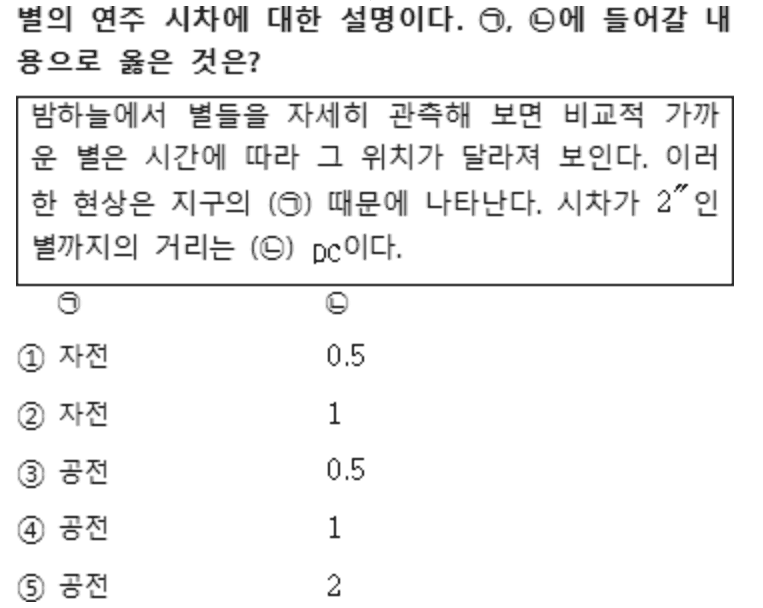 별의 연주 시차에 대한 설명이다. ㉠, ㉡에 들어갈 내
용으로 옳은 것은?
밤하늘에서 별들을 자세히 관측해 보면 비교적 가까
운 별은 시간에 따라 그 위치가 달라져 보인다. 이러
한 현상은 지구의 (㉠) 때문에 나타난다. 시차가 2″인
별까지의 거리는 (㉡) pc이다.
㉠ ㉡
① 자전 0.5
② 자전 1
③ 공전 0.5
④ 공전 1
⑤ 공전 2